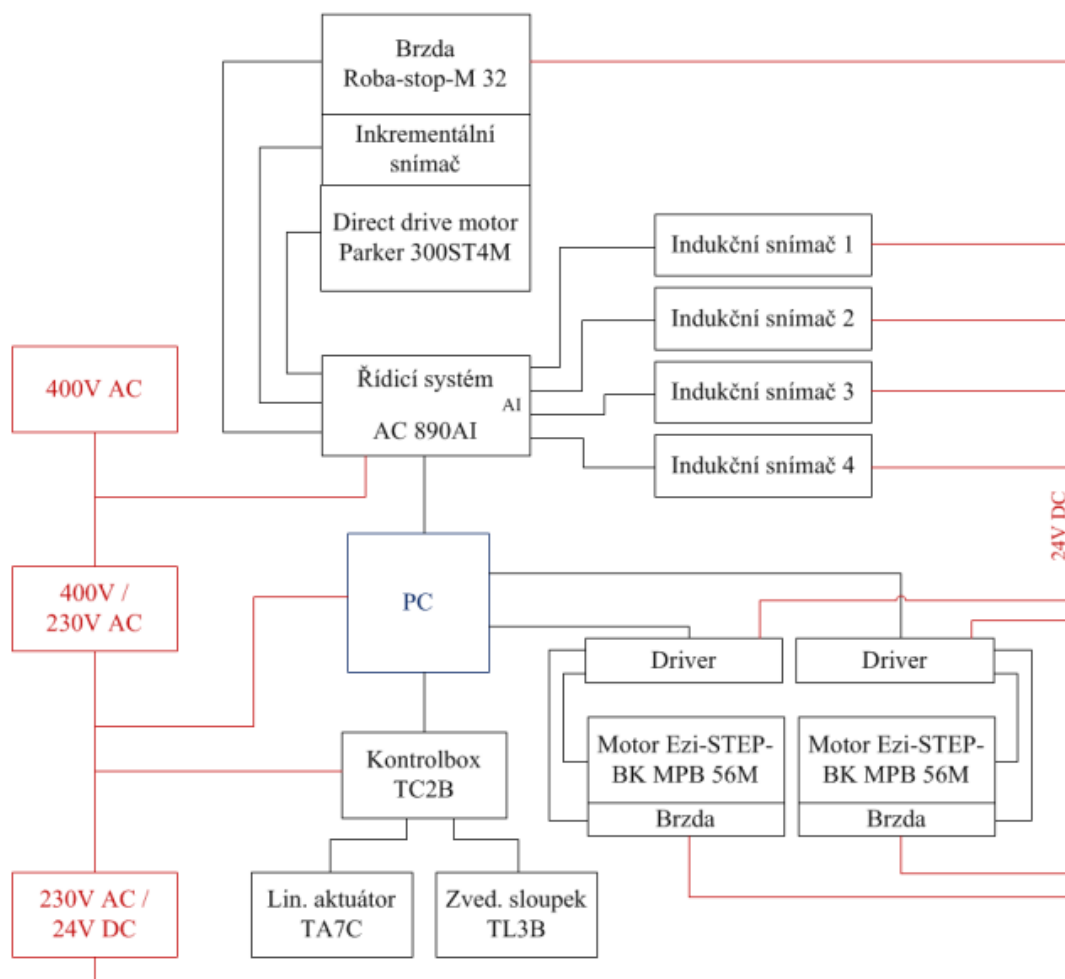 Brzda
Roba-stop-M 32
Inkrementální
snímač
Direct drive motor
Parker 300ST4M
Indukční snímač 1
Indukční snímač 2
Indukční snímač 3
Indukční snímač 4
400V AC
Řídicí systém
AI
AC 890AI
24V DC
400V /
230V AC
PC
Driver
Driver
Motor Ezi-STEP-
BK MPB 56M
Brzda
Motor Ezi-STEP-
BK MPB 56M
Brzda
Kontrolbox
TC2B
230V AC /
24V DC
Lin. aktuátor
TA7C
Zved. sloupek
TL3B